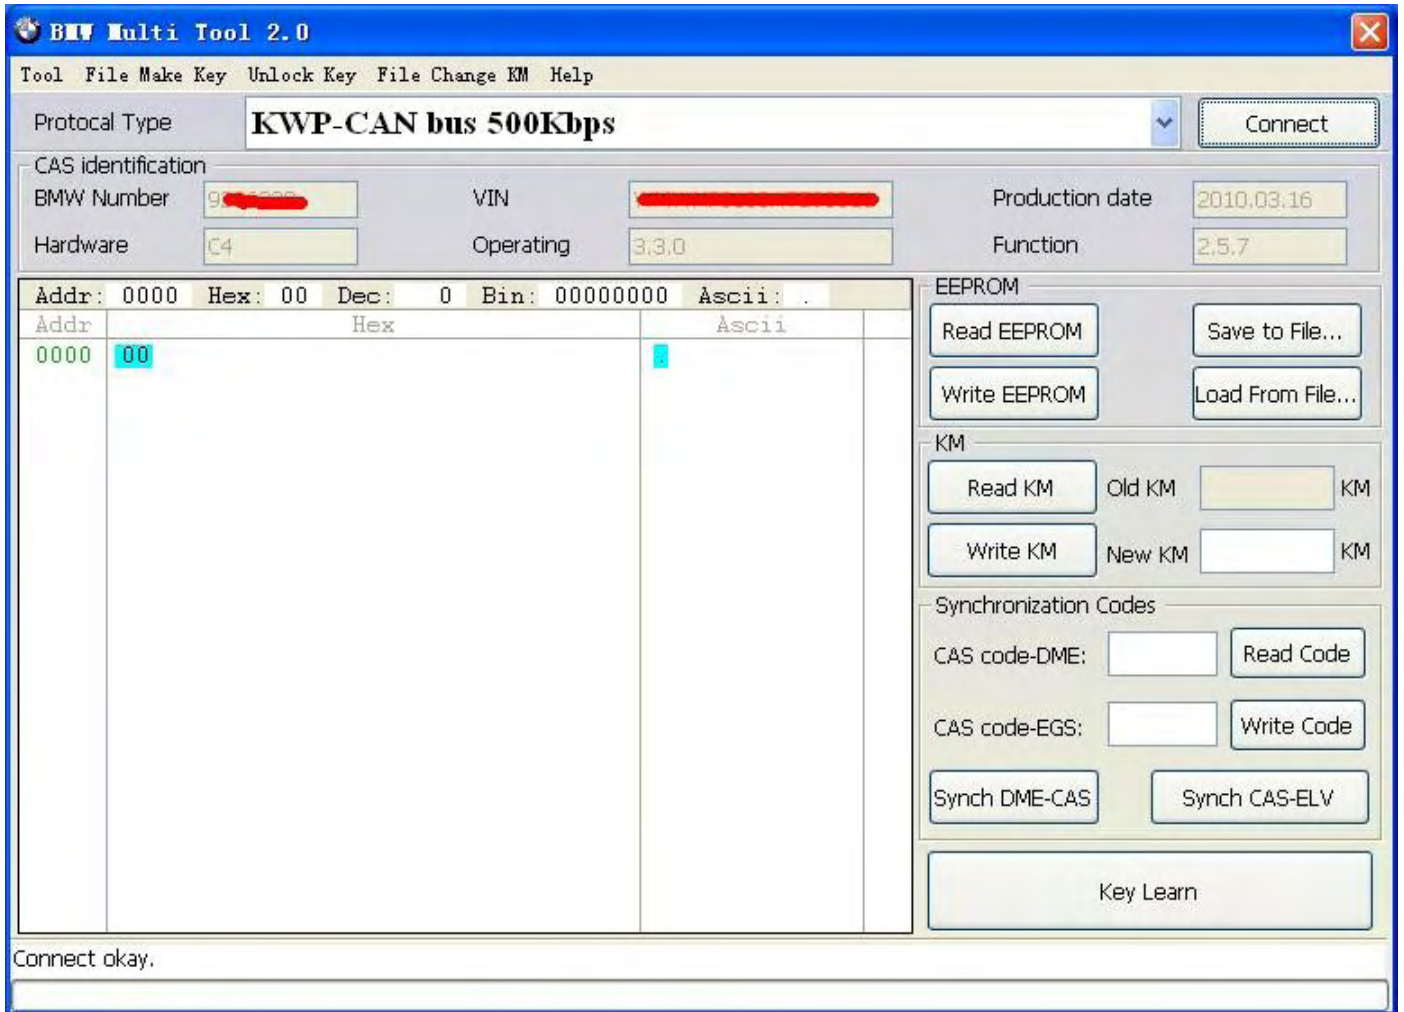 BMW Multi Tool 2.0
Tool File Make Key Unlock Key File Change KM Help
Protocal Type KWP-CAN bus 500Kbps Connect
CAS identification
BMW Number VIN Production date 2010.03.16
Hardware C4 Operating 3.3.0 Function 2.5.7
Addr: 0000 Hex: 00 Dec: 0 Bin: 00000000 Ascii: .
Addr Hex Ascii
0000 00 .
EEPROM
Read EEPROM Save to File...
Write EEPROM Load From File...
KM
Read KM Old KM KM
Write KM New KM KM
Synchronization Codes
CAS code-DME: Read Code
CAS code-EGS: Write Code
Synch DME-CAS Synch CAS-ELV
Key Learn
Connect okay.